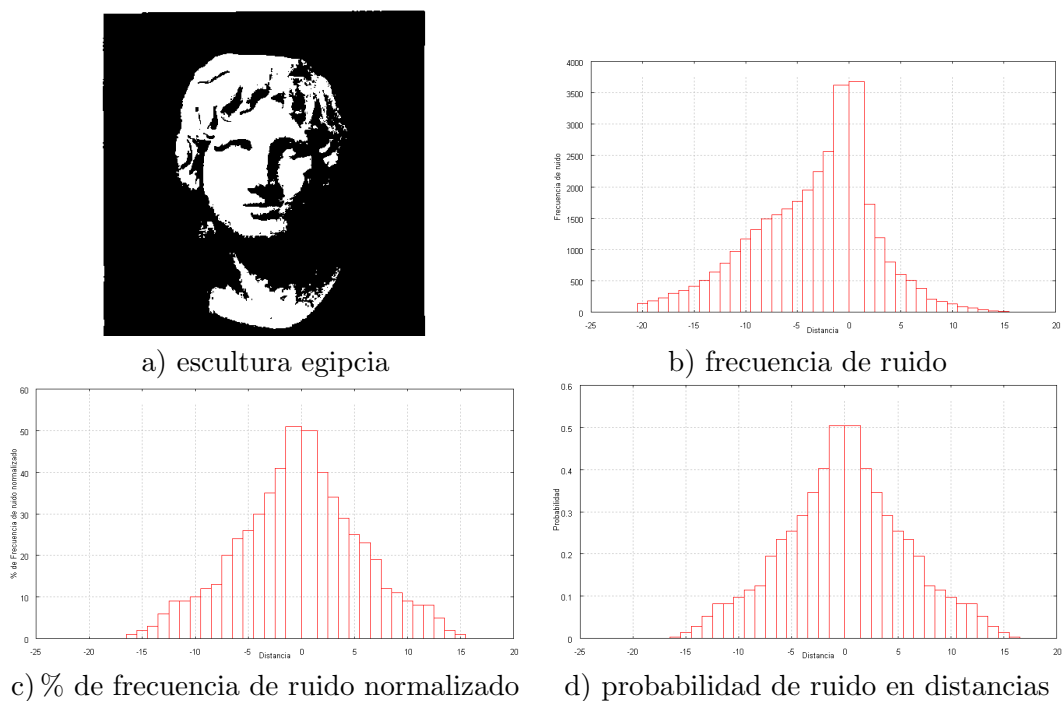 4000
3500
3000
2500
2000
1500
1000
500
0
Frecuencia de ruido
-25 -20 -15 -10 -5 0 5 10 15 20
Distancia
a) escultura egipcia
b) frecuencia de ruido
60
50
40
30
20
10
0
% de Frecuencia de ruido normalizado
-25 -20 -15 -10 -5 0 5 10 15 20
Distancia
0.6
0.5
0.4
0.3
0.2
0.1
0
Probabilidad
-25 -20 -15 -10 -5 0 5 10 15 20
Distancia
c) % de frecuencia de ruido normalizado
d) probabilidad de ruido en distancias